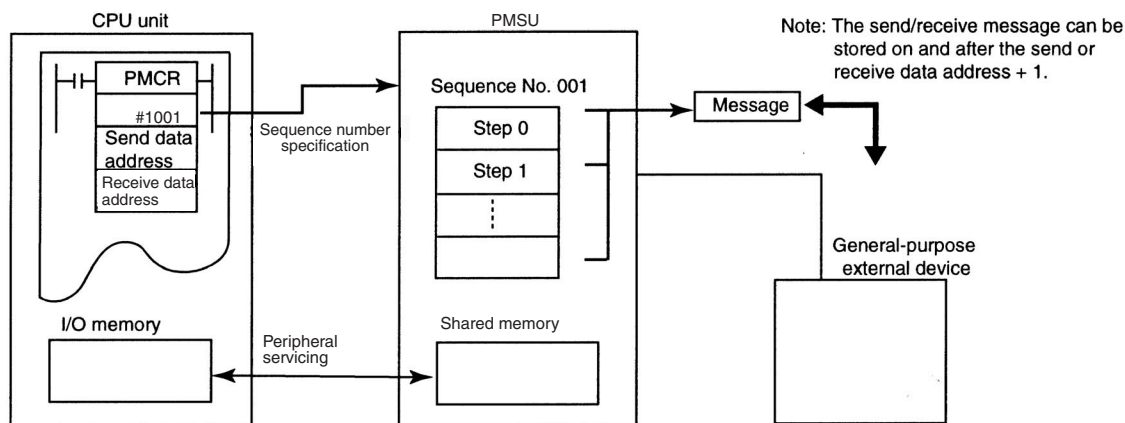 CPU unit
PMCR
#1001
Send data
address
Receive data
address
I/O memory
Sequence number
specification
Peripheral
servicing
PMSU
Sequence No. 001
Step 0
Step 1
Shared memory
Message
Note: The send/receive message can be
stored on and after the send or
receive data address + 1.
General-purpose
external device